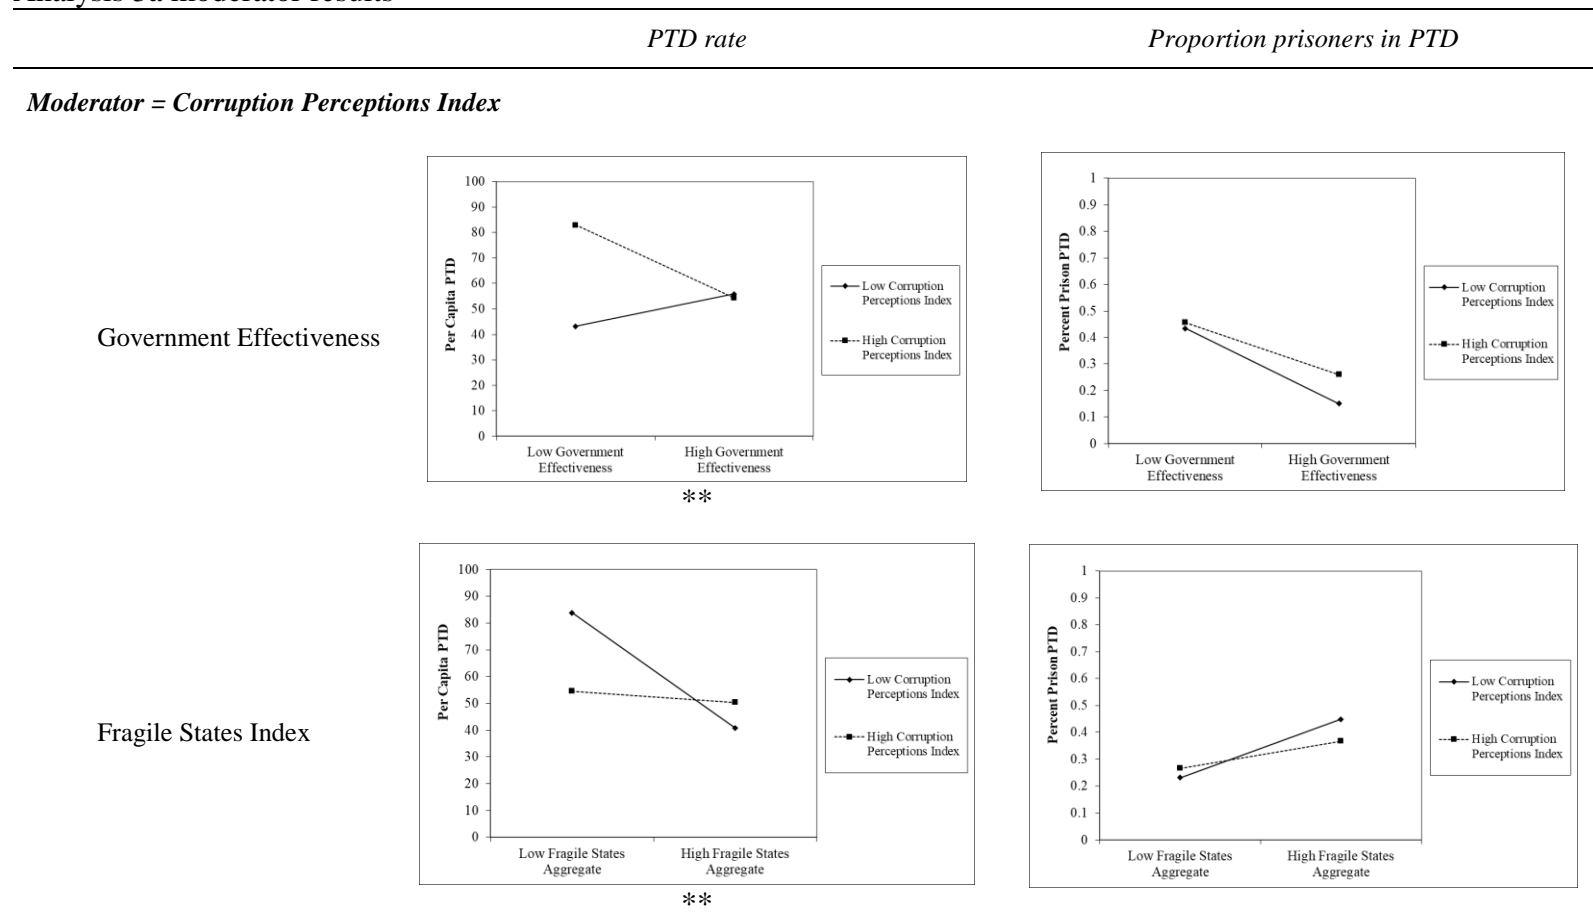 Analysis 3a moderator results
PTD rate
Proportion prisoners in PTD
Moderator = Corruption Perceptions Index
Government Effectiveness
100
90
80
70
60
50
40
30
20
10
0
Per Capita PTD
Low Government
Effectiveness
High Government
Effectiveness
Low Corruption
Perceptions Index
High Corruption
Perceptions Index
**
1
0.9
0.8
0.7
0.6
0.5
0.4
0.3
0.2
0.1
0
Percent Prison PTD
Low Government
Effectiveness
High Government
Effectiveness
Low Corruption
Perceptions Index
High Corruption
Perceptions Index
Fragile States Index
100
90
80
70
60
50
40
30
20
10
0
Per Capita PTD
Low Fragile States
Aggregate
High Fragile States
Aggregate
Low Corruption
Perceptions Index
High Corruption
Perceptions Index
**
1
0.9
0.8
0.7
0.6
0.5
0.4
0.3
0.2
0.1
0
Percent Prison PTD
Low Fragile States
Aggregate
High Fragile States
Aggregate
Low Corruption
Perceptions Index
High Corruption
Perceptions Index